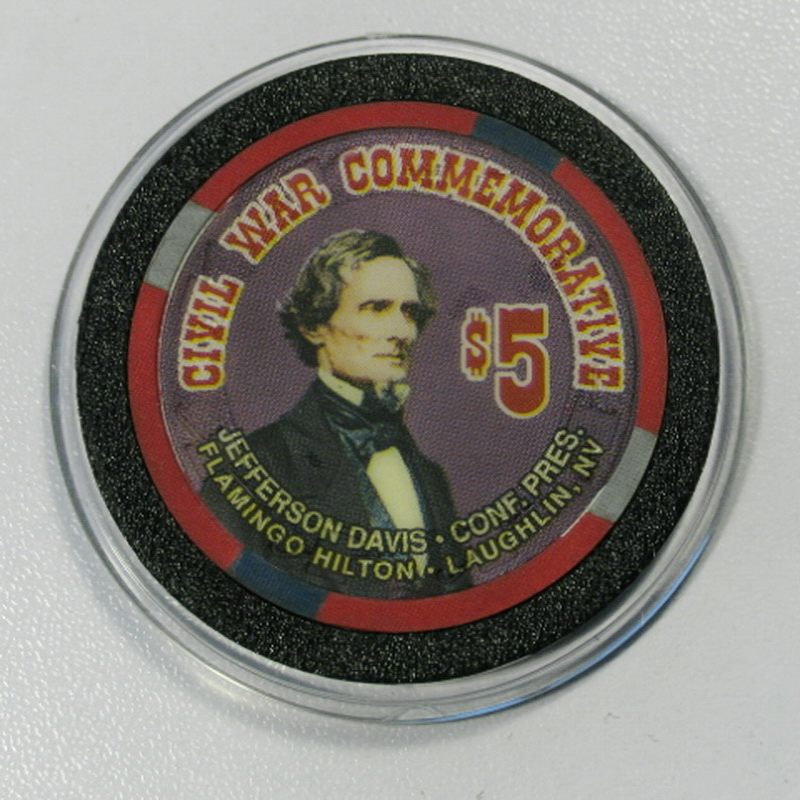 CIVIL WAR COMMEMORATIVE
$5
JEFFERSON DAVIS • CONF. PRES.
FLAMINGO HILTON • LAUGHLIN, NV